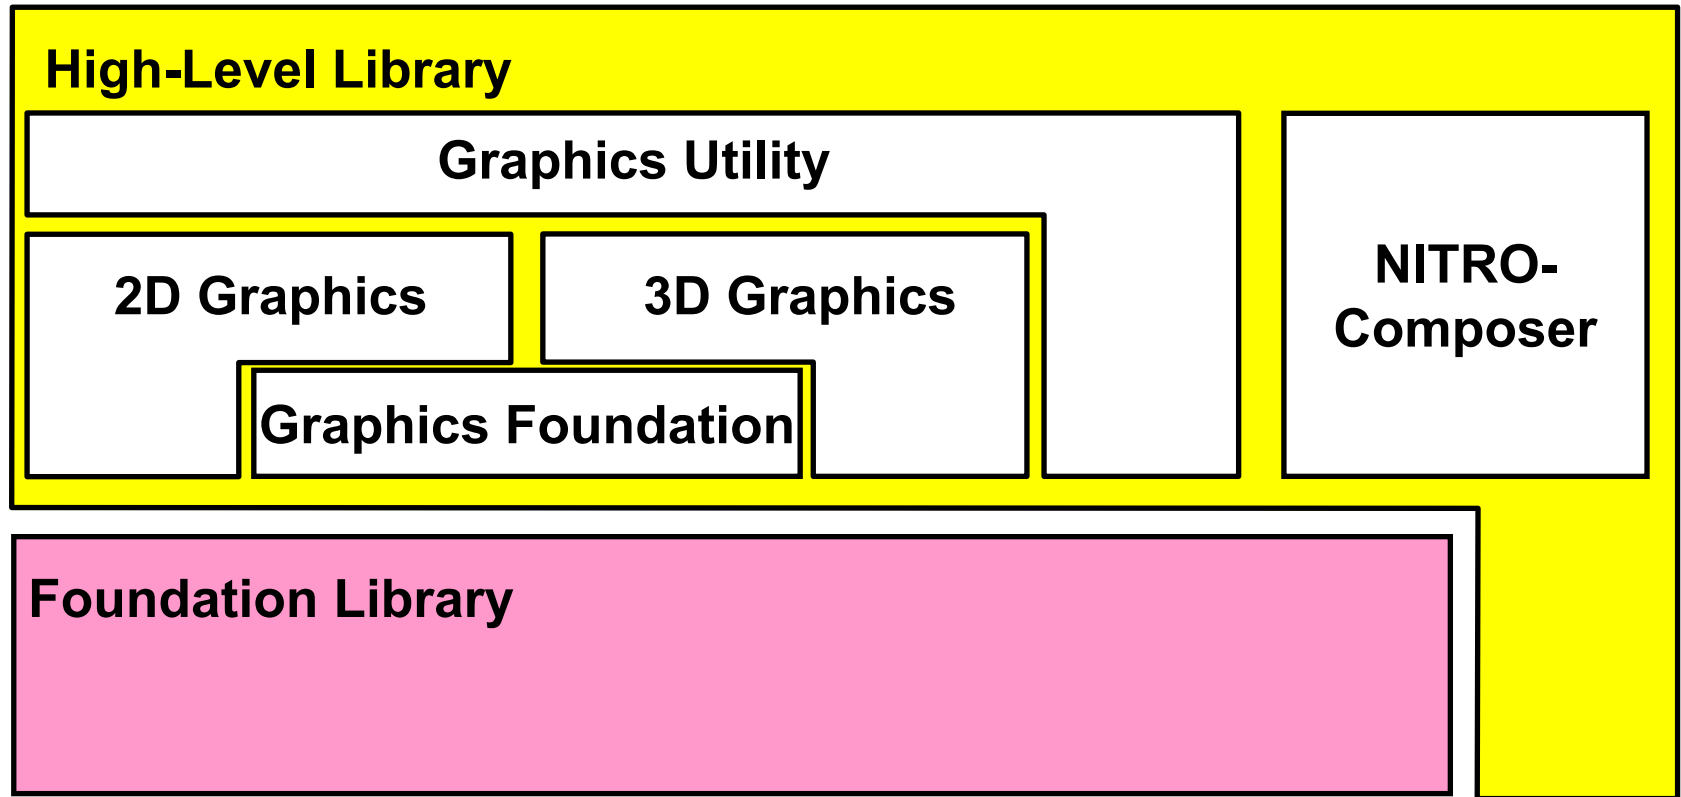 High-Level Library
Graphics Utility
2D Graphics
3D Graphics
NITRO-
Composer
Graphics Foundation
Foundation Library